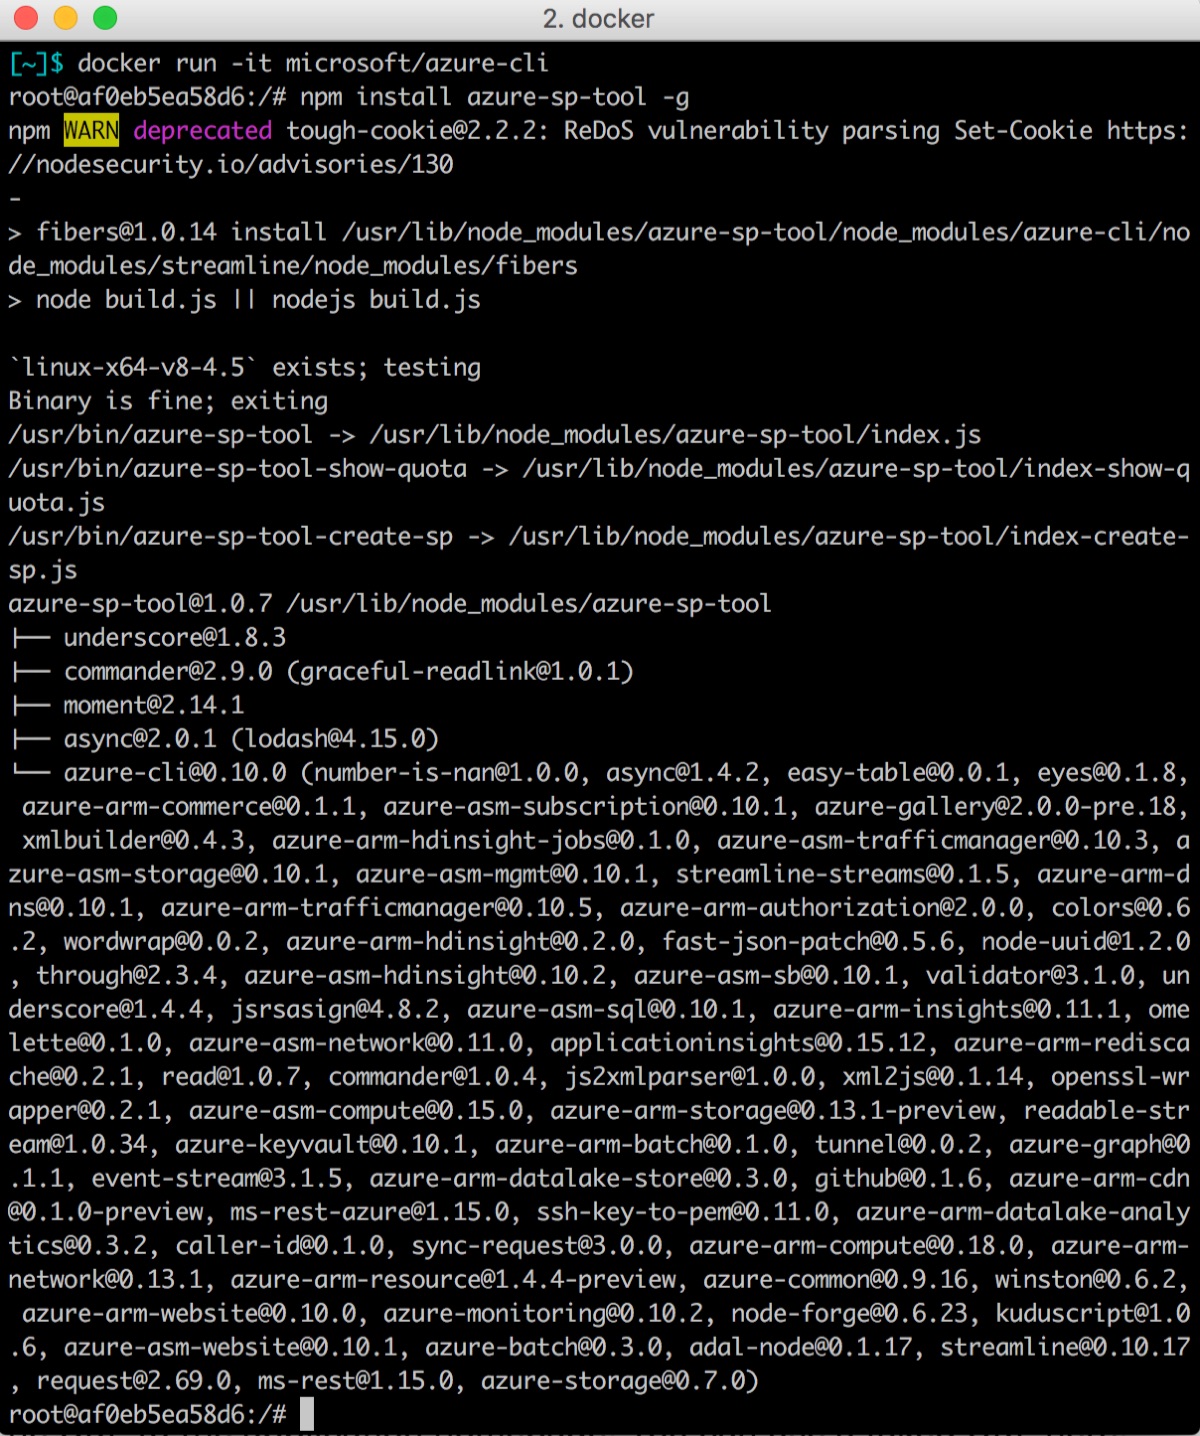 2. docker
[~]$ docker run -it microsoft/azure-cli
root@af0eb5ea58d6:/# npm install azure-sp-tool -g
npm WARN deprecated tough-cookie@2.2.2: ReDoS vulnerability parsing Set-Cookie https:
//nodesecurity.io/advisories/130
-
> fibers@1.0.14 install /usr/lib/node_modules/azure-sp-tool/node_modules/azure-cli/no
de_modules/streamline/node_modules/fibers
> node build.js || nodejs build.js
`linux-x64-v8-4.5` exists; testing
Binary is fine; exiting
/usr/bin/azure-sp-tool -> /usr/lib/node_modules/azure-sp-tool/index.js
/usr/bin/azure-sp-tool-show-quota -> /usr/lib/node_modules/azure-sp-tool/index-show-q
uota.js
/usr/bin/azure-sp-tool-create-sp -> /usr/lib/node_modules/azure-sp-tool/index-create-
sp.js
azure-sp-tool@1.0.7 /usr/lib/node_modules/azure-sp-tool
├── underscore@1.8.3
├── commander@2.9.0 (graceful-readlink@1.0.1)
├── moment@2.14.1
├── async@2.0.1 (lodash@4.15.0)
└── azure-cli@0.10.0 (number-is-nan@1.0.0, async@1.4.2, easy-table@0.0.1, eyes@0.1.8,
 azure-arm-commerce@0.1.1, azure-asm-subscription@0.10.1, azure-gallery@2.0.0-pre.18,
 xmlbuilder@0.4.3, azure-arm-hdinsight-jobs@0.1.0, azure-asm-trafficmanager@0.10.3, a
zure-asm-storage@0.10.1, azure-asm-mgmt@0.10.1, streamline-streams@0.1.5, azure-arm-d
ns@0.10.1, azure-arm-trafficmanager@0.10.5, azure-arm-authorization@2.0.0, colors@0.6
.2, wordwrap@0.0.2, azure-arm-hdinsight@0.2.0, fast-json-patch@0.5.6, node-uuid@1.2.0
, through@2.3.4, azure-asm-hdinsight@0.10.2, azure-asm-sb@0.10.1, validator@3.1.0, un
derscore@1.4.4, jsrsasign@4.8.2, azure-asm-sql@0.10.1, azure-arm-insights@0.11.1, ome
lette@0.1.0, azure-asm-network@0.11.0, applicationinsights@0.15.12, azure-arm-redisca
che@0.2.1, read@1.0.7, commander@1.0.4, js2xmlparser@1.0.0, xml2js@0.1.14, openssl-wr
apper@0.2.1, azure-asm-compute@0.15.0, azure-arm-storage@0.13.1-preview, readable-str
eam@1.0.34, azure-keyvault@0.10.1, azure-arm-batch@0.1.0, tunnel@0.0.2, azure-graph@0
.1.1, event-stream@3.1.5, azure-arm-datalake-store@0.3.0, github@0.1.6, azure-arm-cdn
@0.1.0-preview, ms-rest-azure@1.15.0, ssh-key-to-pem@0.11.0, azure-arm-datalake-analy
tics@0.3.2, caller-id@0.1.0, sync-request@3.0.0, azure-arm-compute@0.18.0, azure-arm-
network@0.13.1, azure-arm-resource@1.4.4-preview, azure-common@0.9.16, winston@0.6.2,
 azure-arm-website@0.10.0, azure-monitoring@0.10.2, node-forge@0.6.23, kuduscript@1.0
.6, azure-asm-website@0.10.1, azure-batch@0.3.0, adal-node@0.1.17, streamline@0.10.17
, request@2.69.0, ms-rest@1.15.0, azure-storage@0.7.0)
root@af0eb5ea58d6:/#